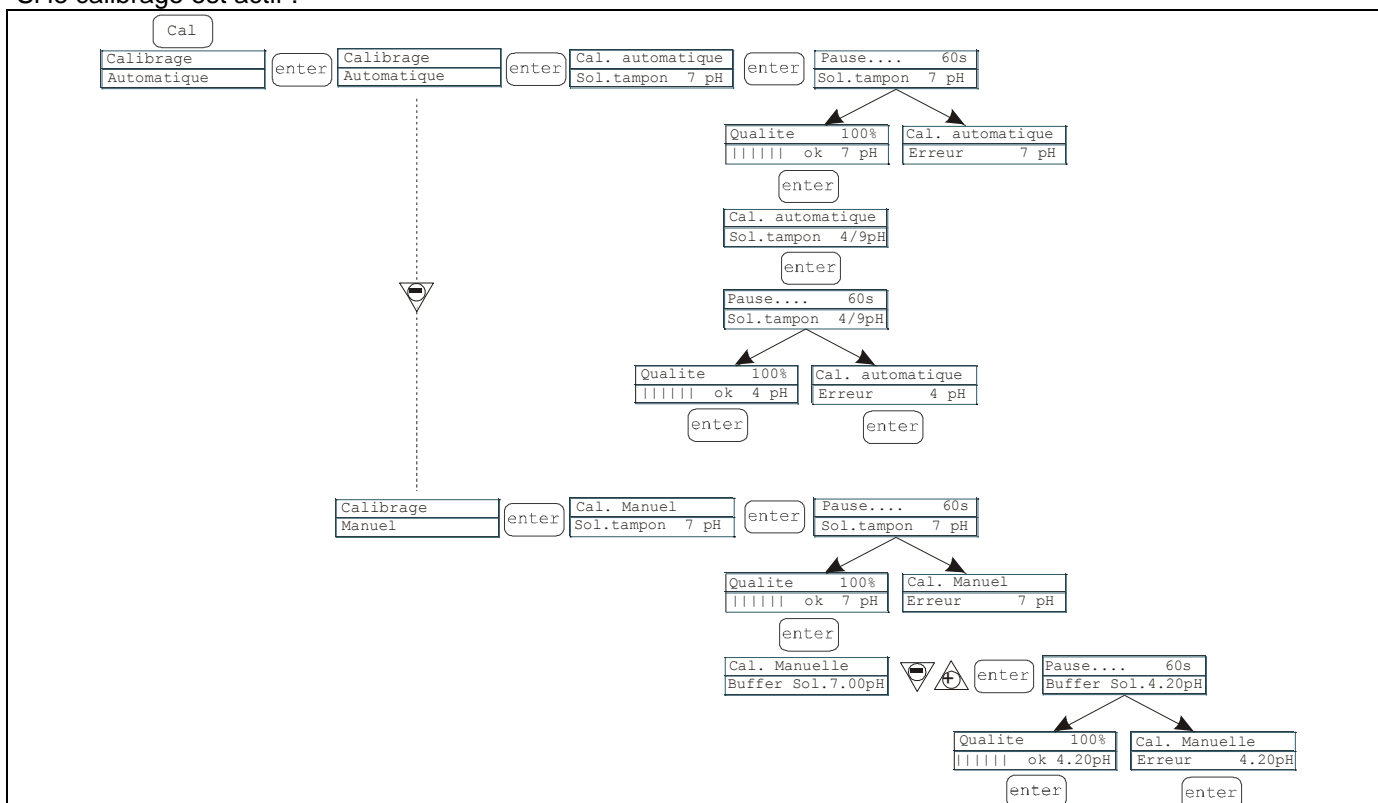 Si le calibrage est actif :
Cal
Calibrage
Automatique
enter
Calibrage
Automatique
enter
Cal. automatique
Sol.tampon 7 pH
enter
Pause.... 60s
Sol.tampon 7 pH
Qualite 100%
|||||| ok 7 pH
Cal. automatique
Erreur 7 pH
enter
Cal. automatique
Sol.tampon 4/9pH
enter
Pause.... 60s
Sol.tampon 4/9pH
Qualite 100%
|||||| ok 4 pH
Cal. automatique
Erreur 4 pH
enter
enter
Calibrage
Manuel
enter
Cal. Manuel
Sol.tampon 7 pH
enter
Pause.... 60s
Sol.tampon 7 pH
Qualite 100%
|||||| ok 7 pH
Cal. Manuel
Erreur 7 pH
enter
Cal. Manuelle
Buffer Sol.7.00pH
enter
Pause.... 60s
Buffer Sol.4.20pH
Qualite 100%
|||||| ok 4.20pH
Cal. Manuelle
Erreur 4.20pH
enter
enter